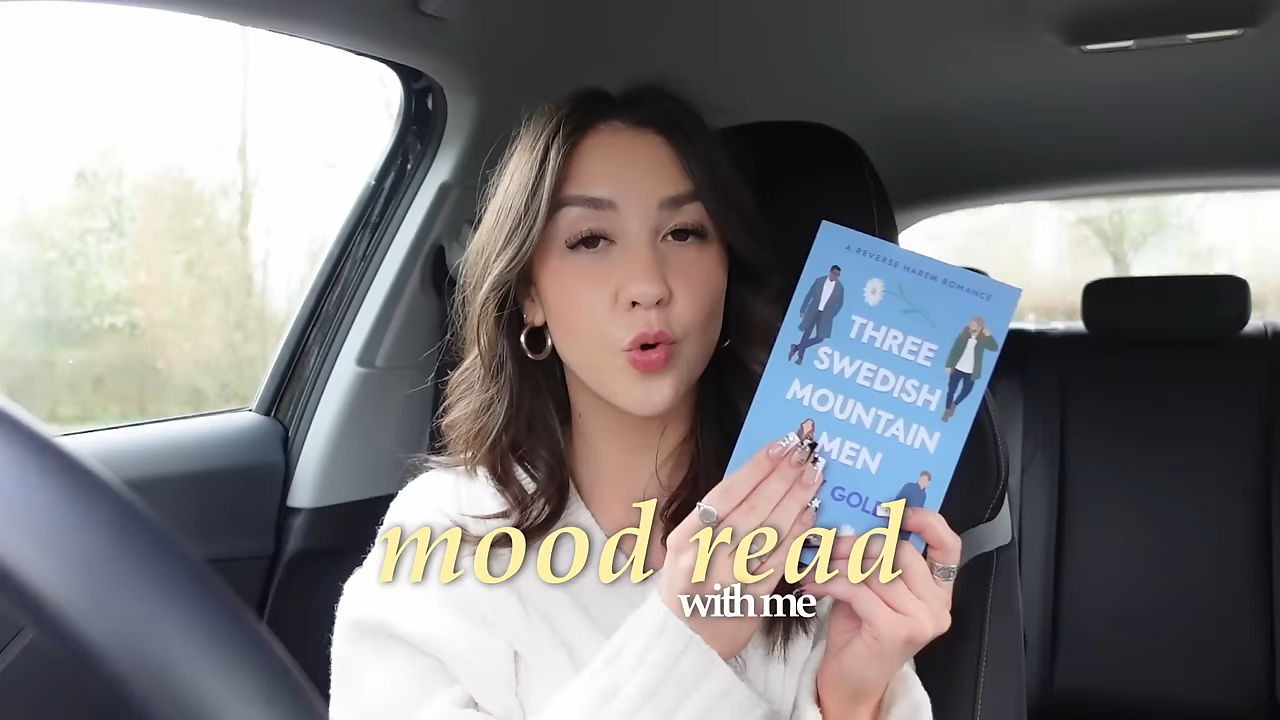 A REVERSE HAREM ROMANCE
THREE
SWEDISH
MOUNTAIN
MEN
mood read
with me